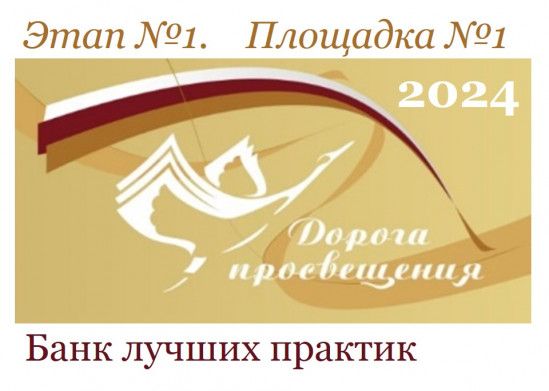 Этап №1. Площадка №1
2024
Дорога
просвещения
Банк лучших практик